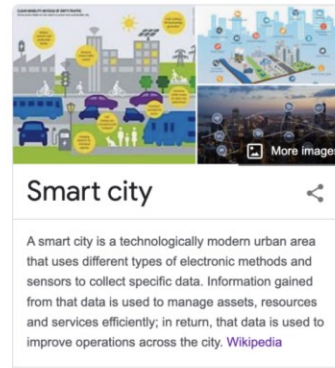 More images
Smart city
A smart city is a technologically modern urban area
that uses different types of electronic methods and
sensors to collect specific data. Information gained
from that data is used to manage assets, resources
and services efficiently; in return, that data is used to
improve operations across the city. Wikipedia